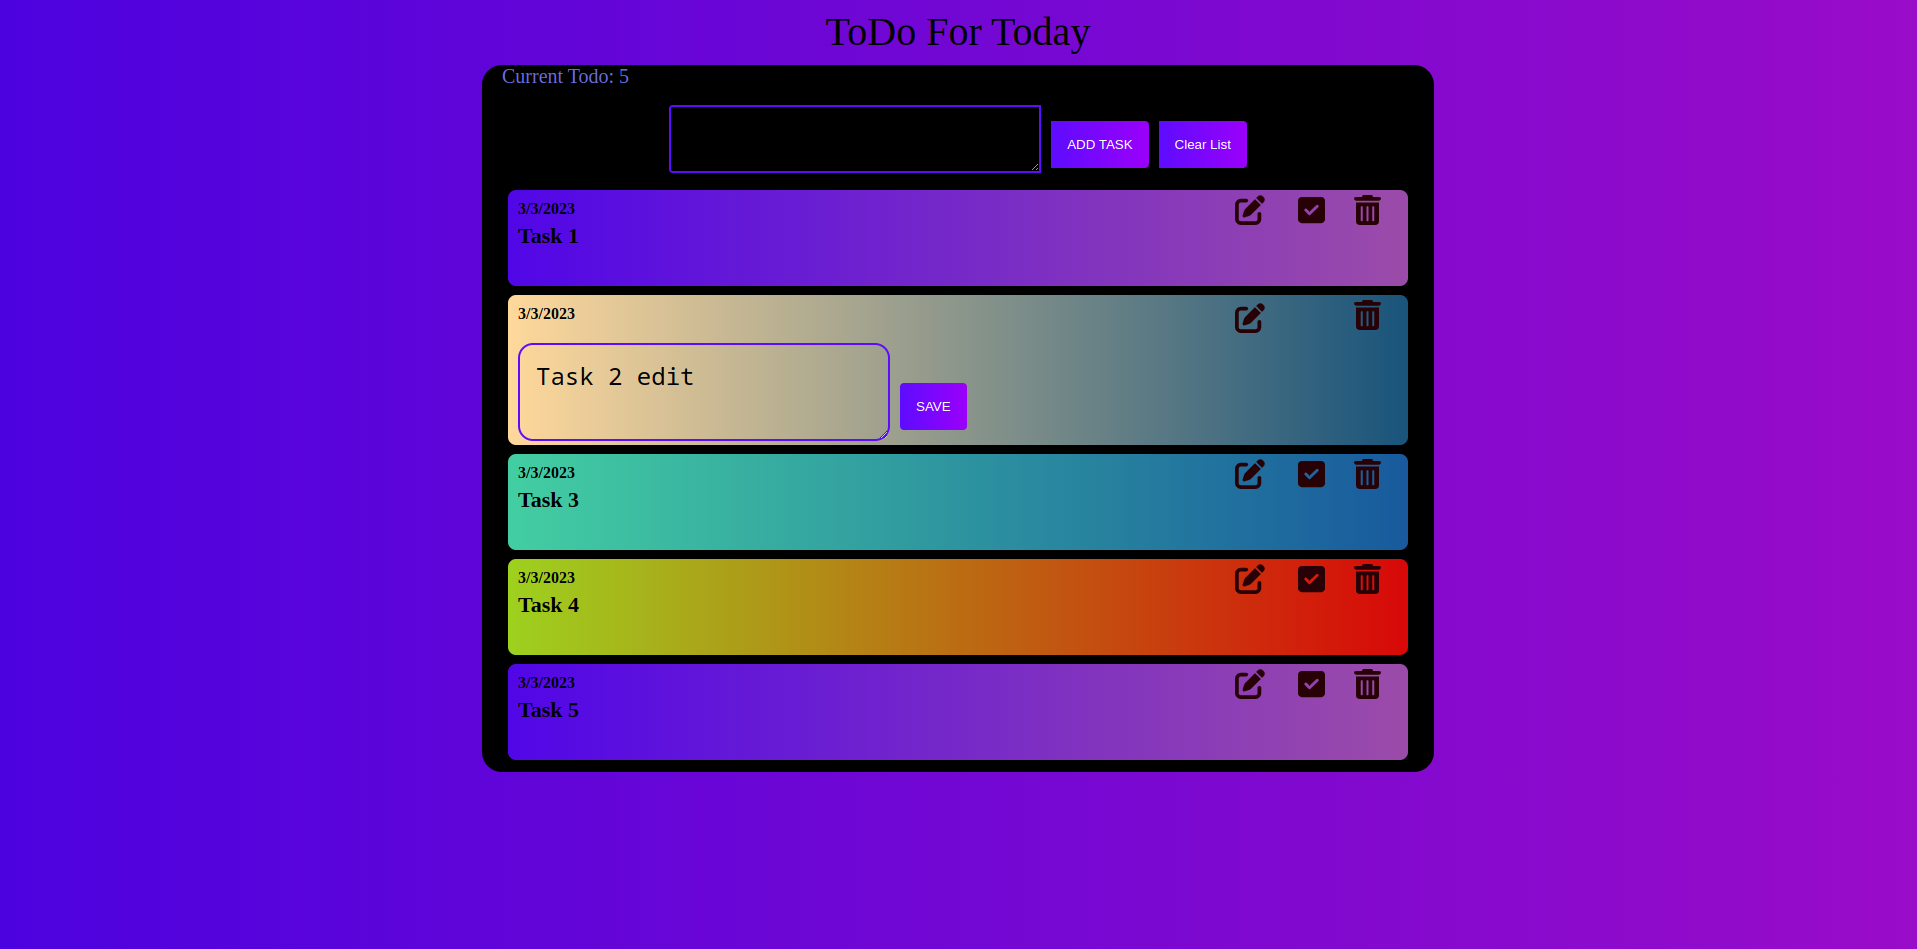 ToDo For Today
Current Todo: 5
ADD TASK
Clear List
3/3/2023
Task 1
3/3/2023
Task 2 edit
SAVE
3/3/2023
Task 3
3/3/2023
Task 4
3/3/2023
Task 5